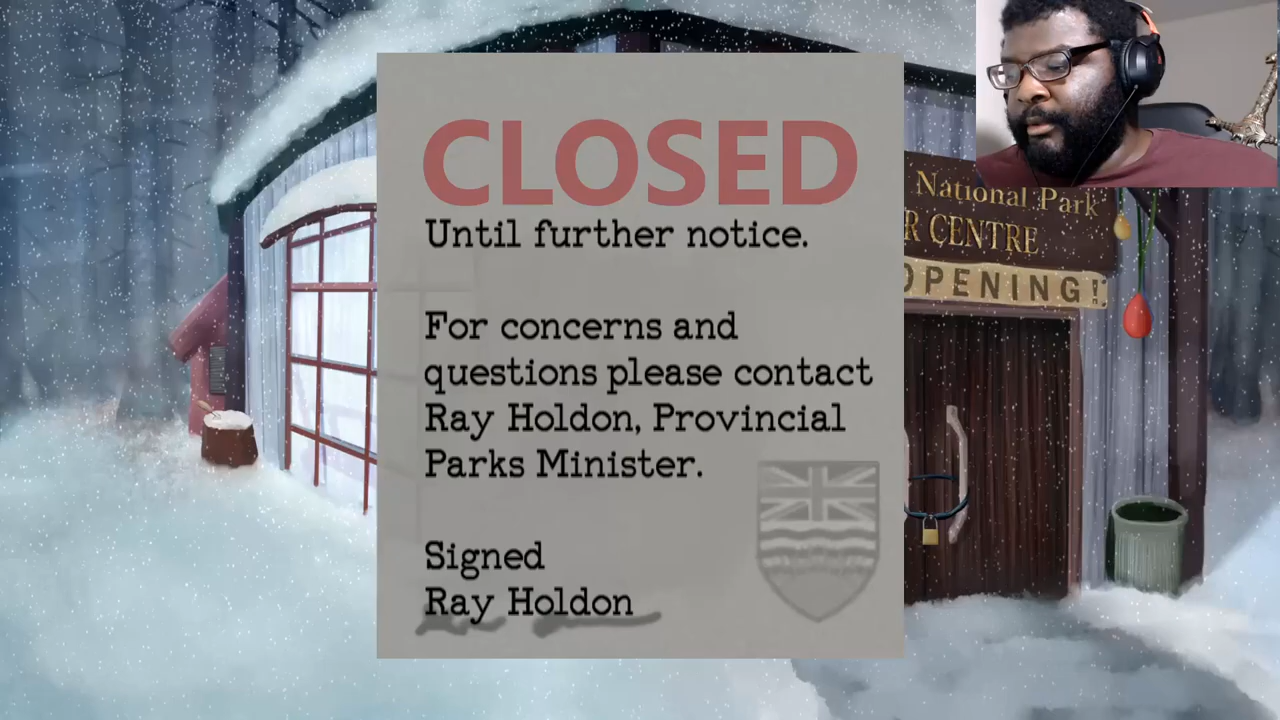 CLOSED
Until further notice.
For concerns and
questions please contact
Ray Holdon, Provincial
Parks Minister.
Signed
Ray Holdon
National Park
R CENTRE
OPENING!